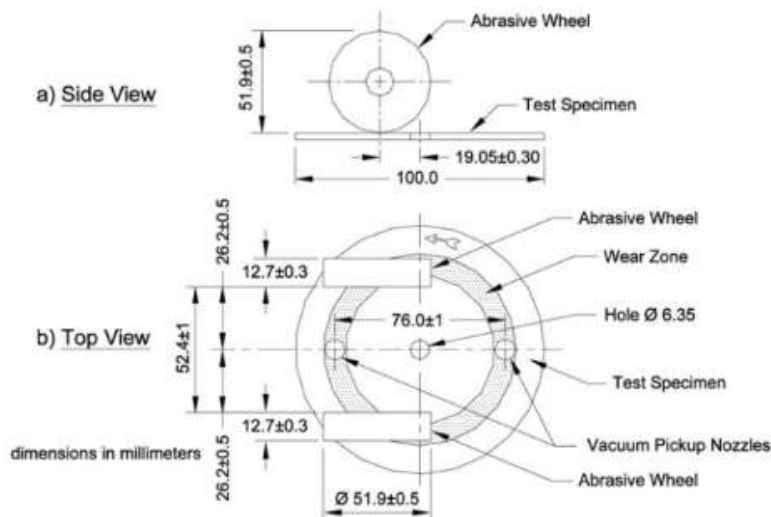 Abrasive Wheel
a) Side View
51.9±0.5
Test Specimen
19.05±0.30
100.0
26.2±0.5
Abrasive Wheel
12.7±0.3
Wear Zone
76.0±1
Hole Ø 6.35
b) Top View
52.4±1
Test Specimen
12.7±0.3
26.2±0.5
Vacuum Pickup Nozzles
dimensions in millimeters
Abrasive Wheel
Ø 51.9±0.5